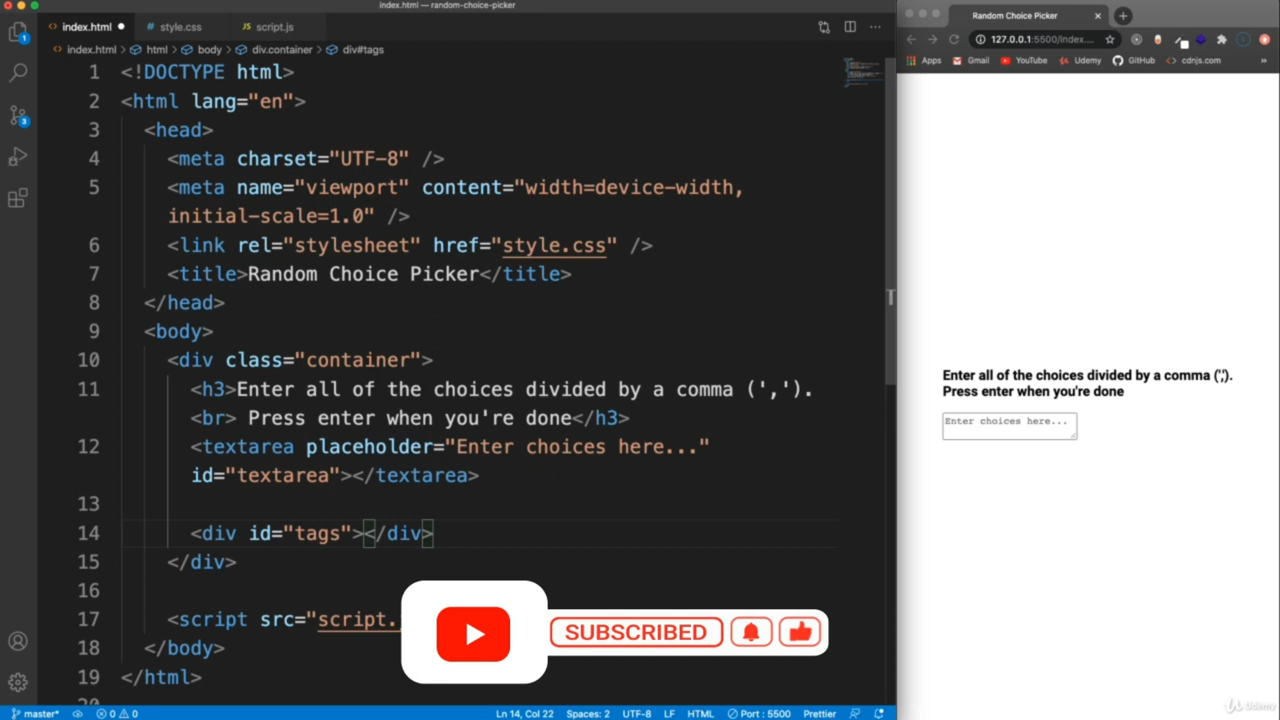 index.html — random-choice-picker
index.html
style.css
script.js
index.html > html > body > div.container > div#tags
1 <!DOCTYPE html>
2 <html lang="en">
3 <head>
4 <meta charset="UTF-8" />
5 <meta name="viewport" content="width=device-width,
initial-scale=1.0" />
6 <link rel="stylesheet" href="style.css" />
7 <title>Random Choice Picker</title>
8 </head>
9 <body>
10 <div class="container">
11 <h3>Enter all of the choices divided by a comma (',').
<br> Press enter when you're done</h3>
12 <textarea placeholder="Enter choices here..."
id="textarea"></textarea>
13
14 <div id="tags"></div>
15 </div>
16
17 <script src="script.
18 </body>
19 </html>
20
SUBSCRIBED
master*
0 0
Ln 14, Col 22
Spaces: 2
UTF-8
LF
HTML
Port : 5500
Prettier
Random Choice Picker
127.0.0.1:5500/index....
Apps
Gmail
YouTube
Udemy
GitHub
cdnjs.com
»
Enter all of the choices divided by a comma (',').
Press enter when you're done
Enter choices here...
Udemy